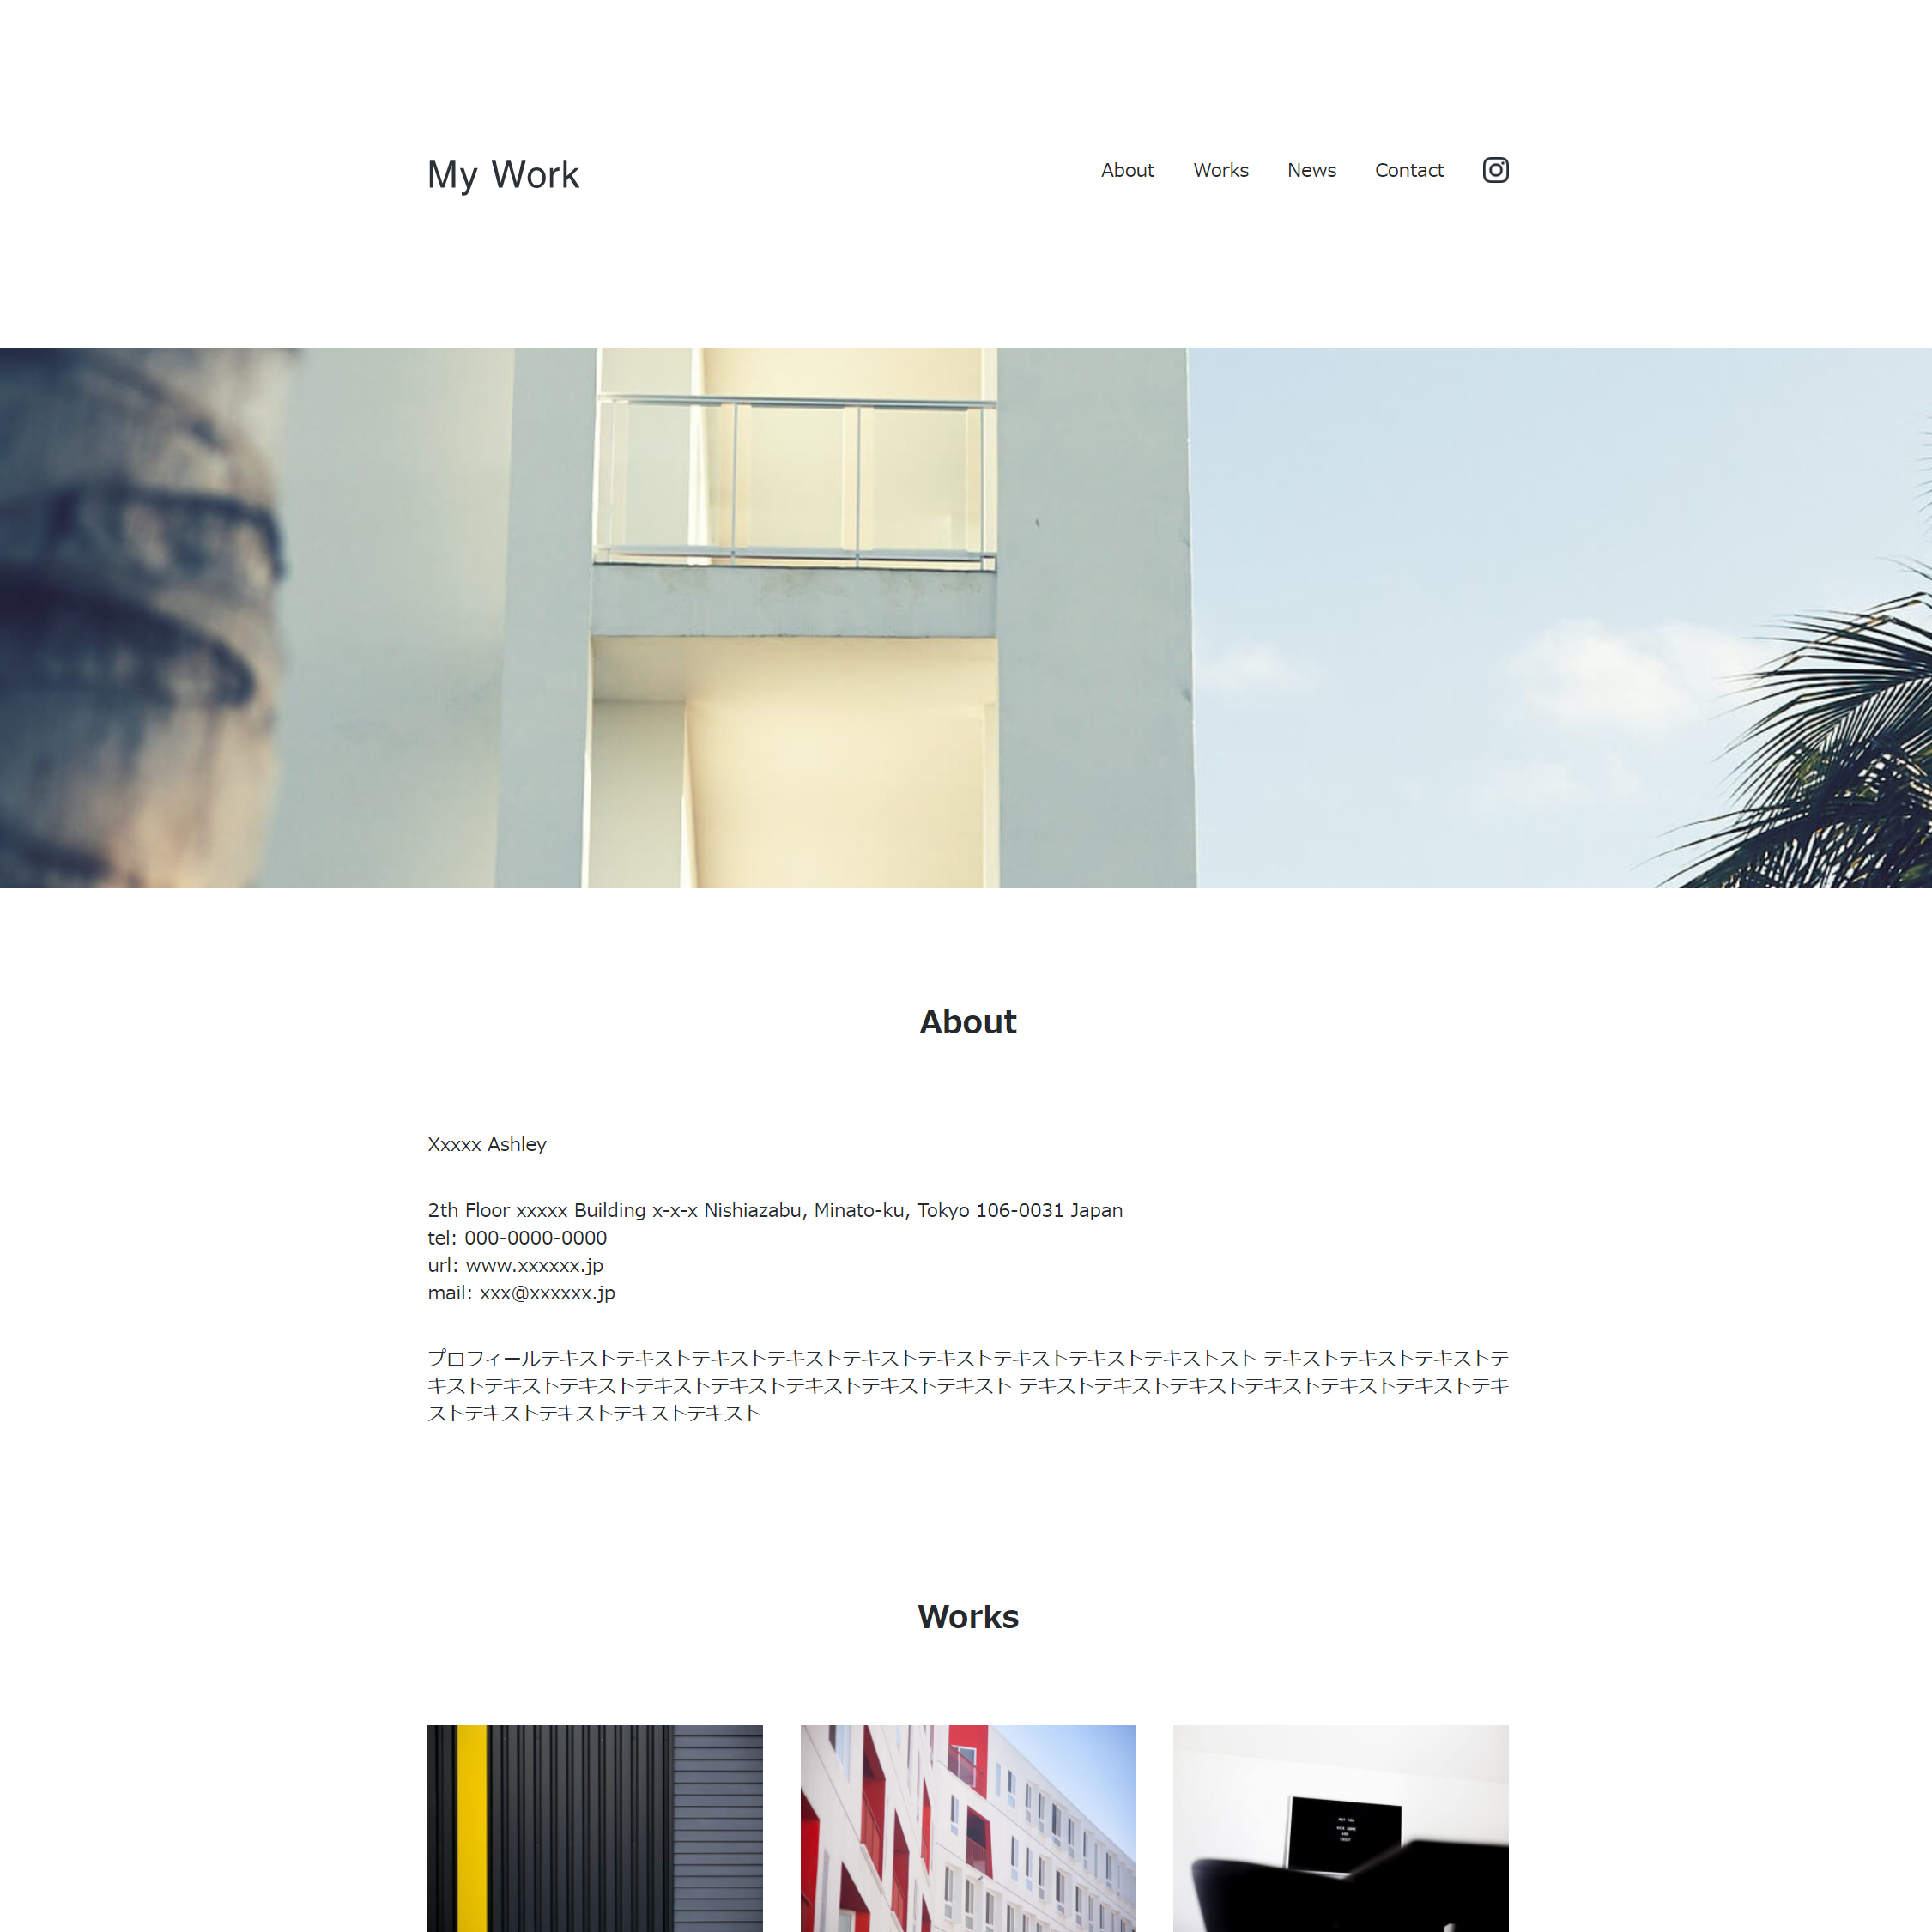 My Work
About Works News Contact
About
Xxxxx Ashley
2th Floor xxxxx Building x-x-x Nishiazabu, Minato-ku, Tokyo 106-0031 Japan
tel: 000-0000-0000
url: www.xxxxxx.jp
mail: xxx@xxxxxx.jp
プロフィールテキストテキストテキストテキストテキストテキストテキストテキストテキストスト テキストテキストテキストテ
キストテキストテキストテキストテキストテキストテキストテキスト テキストテキストテキストテキストテキストテキストテキ
ストテキストテキストテキストテキスト
Works